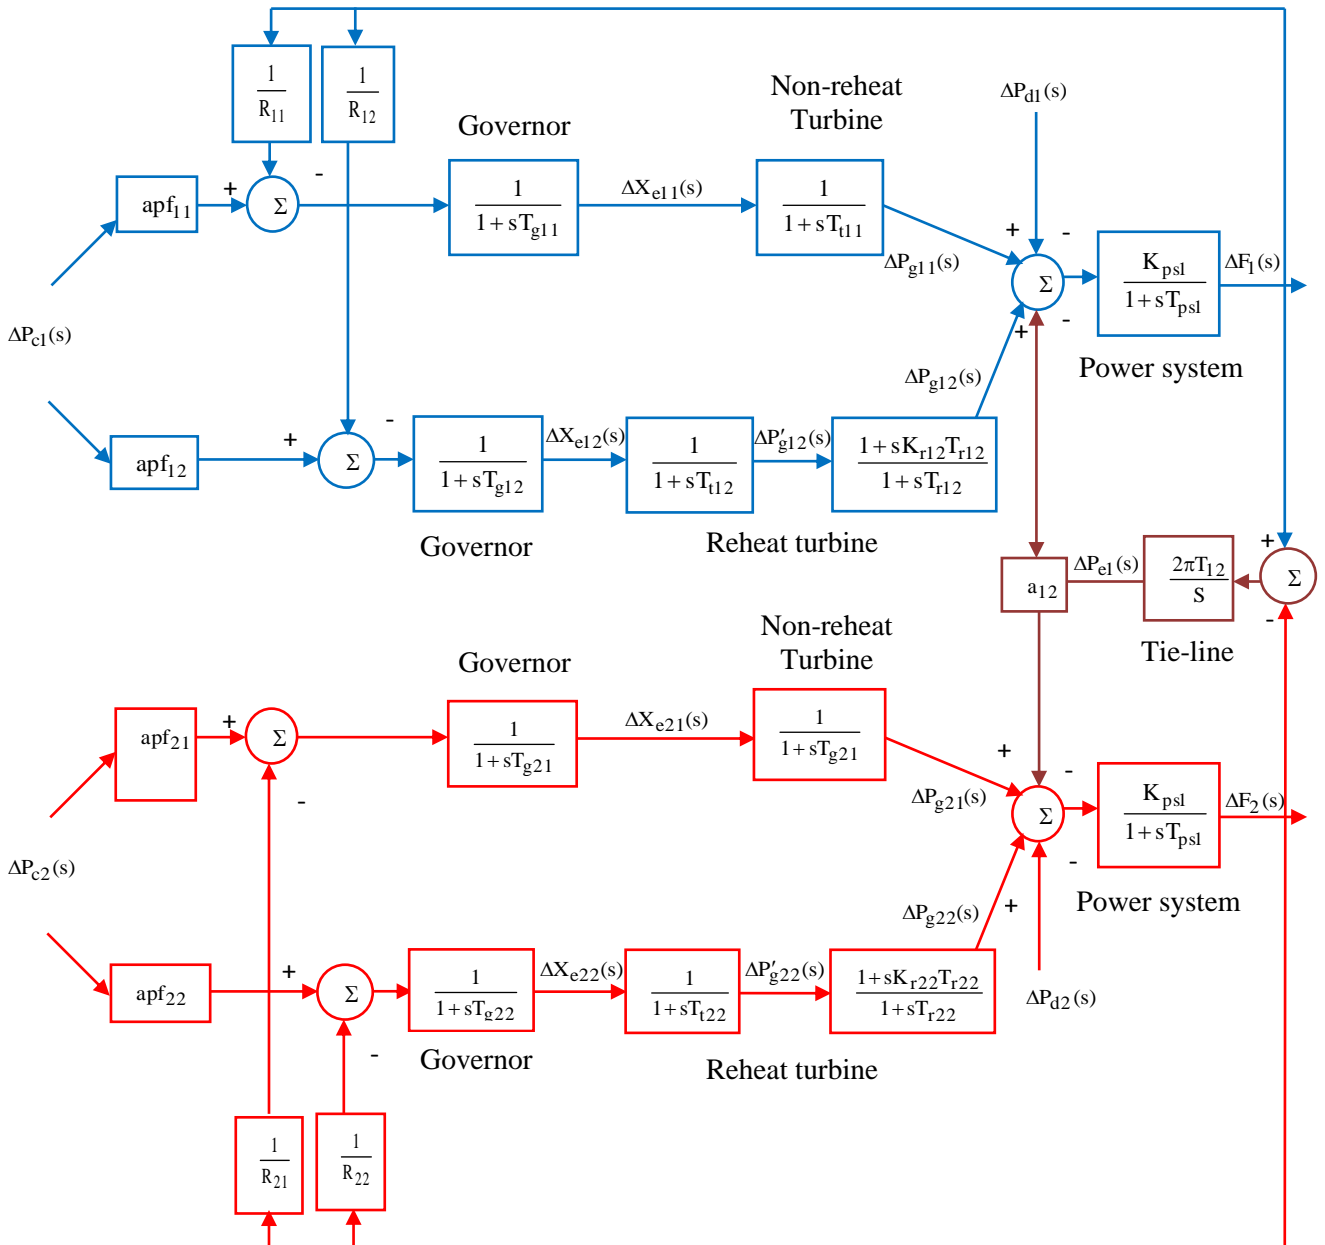 1
R11
1
R12
Governor
Non-reheat
Turbine
ΔPd1(s)
apf11
+
-
Σ
1
1+sTg11
ΔXe11(s)
1
1+sTt11
ΔPg11(s)
+
-
Σ
-
+
Kpsl
1+sTpsl
ΔF1(s)
Power system
ΔPc1(s)
apf12
+
-
Σ
1
1+sTg12
Governor
ΔXe12(s)
1
1+sTt12
ΔP′g12(s)
1+sKr12Tr12
1+sTr12
ΔPg12(s)
Reheat turbine
a12
ΔPe1(s)
2πT12
S
Tie-line
+
Σ
-
Governor
Non-reheat
Turbine
apf21
+
Σ
-
1
1+sTg21
ΔXe21(s)
1
1+sTg21
ΔPg21(s)
+
-
Σ
-
+
Kpsl
1+sTpsl
ΔF2(s)
Power system
ΔPc2(s)
apf22
+
Σ
-
1
1+sTg22
Governor
ΔXe22(s)
1
1+sTt22
ΔP′g22(s)
1+sKr22Tr22
1+sTr22
ΔPg22(s)
ΔPd2(s)
Reheat turbine
1
R21
1
R22